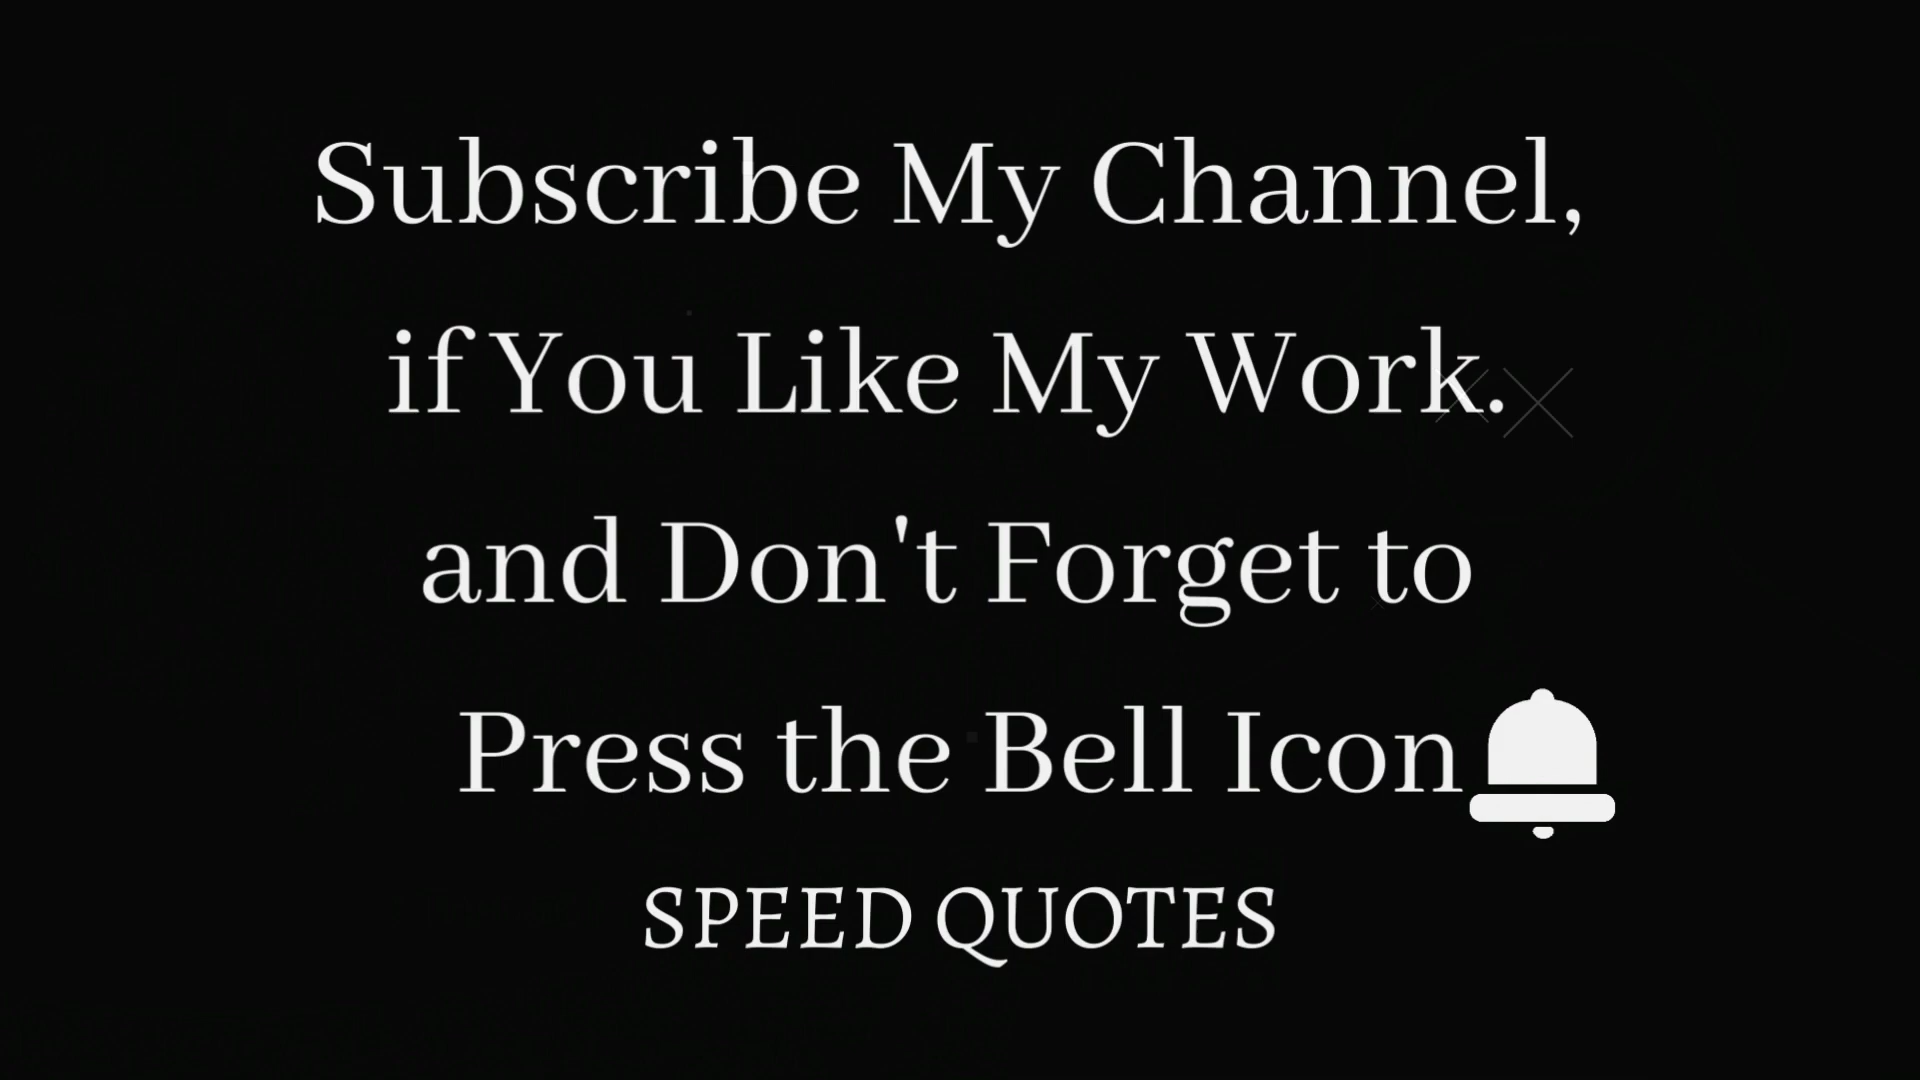 Subscribe My Channel,
if You Like My Work.
and Don't Forget to
Press the Bell Icon
SPEED QUOTES